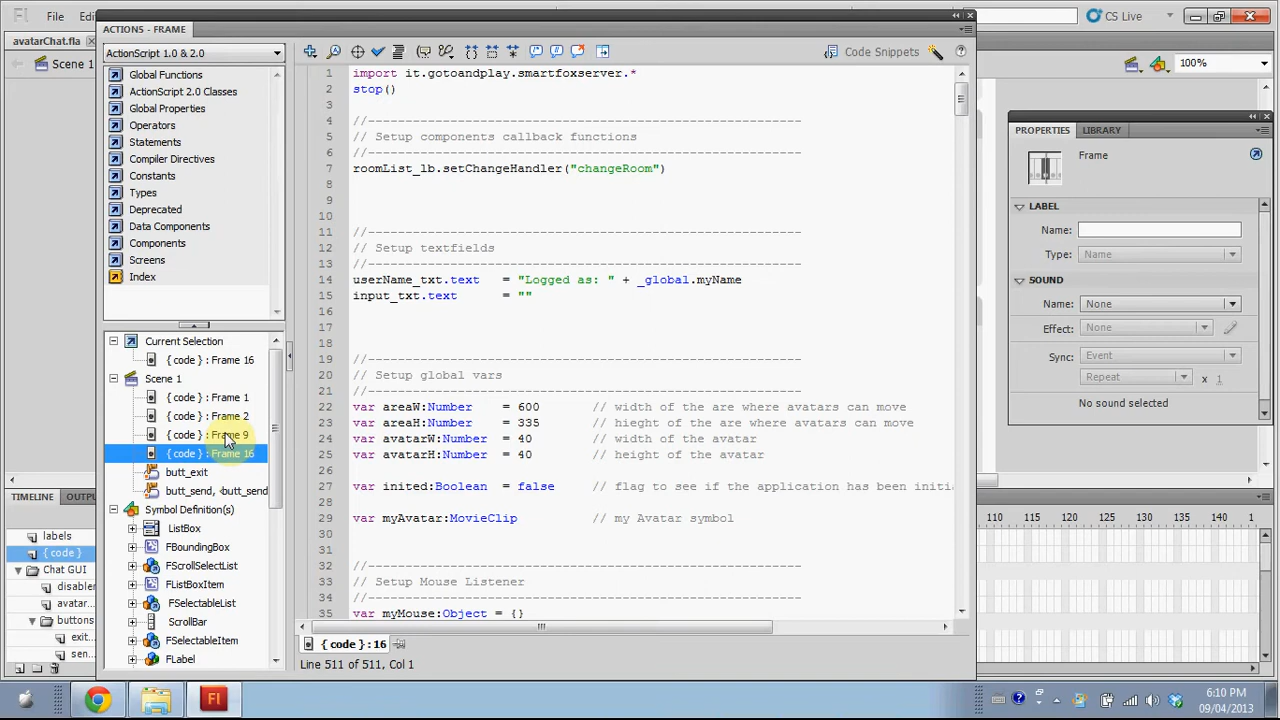 Fl File Ed
ACTIONS - FRAME
CS Live
avatarChat.fla
Scene 1
100%
ActionScript 1.0 & 2.0
Code Snippets
Global Functions
ActionScript 2.0 Classes
Global Properties
Operators
Statements
Compiler Directives
Constants
Types
Deprecated
Data Components
Components
Screens
Index
Current Selection
{ code } : Frame 16
Scene 1
{ code } : Frame 1
{ code } : Frame 2
{ code } : Frame 9
{ code } : Frame 16
butt_exit
butt_send, <butt_send
Symbol Definition(s)
ListBox
FBoundingBox
FScrollSelectList
FListBoxItem
FSelectableList
ScrollBar
FSelectableItem
FLabel
1 import it.gotoandplay.smartfoxserver.*
2 stop()
3
4 //----------------------------------------------------------
5 // Setup components callback functions
6 //----------------------------------------------------------
7 roomList_lb.setChangeHandler("changeRoom")
8
9
10
11 //----------------------------------------------------------
12 // Setup textfields
13 //----------------------------------------------------------
14 userName_txt.text = "Logged as: " + _global.myName
15 input_txt.text = ""
16
17
18
19 //----------------------------------------------------------
20 // Setup global vars
21 //----------------------------------------------------------
22 var areaW:Number = 600 // width of the are where avatars can move
23 var areaH:Number = 335 // hieght of the are where avatars can move
24 var avatarW:Number = 40 // width of the avatar
25 var avatarH:Number = 40 // height of the avatar
26
27 var inited:Boolean = false // flag to see if the application has been initi
28
29 var myAvatar:MovieClip // my Avatar symbol
30
31
32 //----------------------------------------------------------
33 // Setup Mouse Listener
34 //----------------------------------------------------------
35 var myMouse:Object = {}
{ code } : 16
Line 511 of 511, Col 1
PROPERTIES LIBRARY
Frame
LABEL
Name:
Type: Name
SOUND
Name: None
Effect: None
Sync: Event
Repeat x 1
No sound selected
TIMELINE OUTPU
110 115 120 125 130 135 140 1
labels
{ code }
Chat GUI
disabler
avatar...
buttons
exit...
sen...
Fl
6:10 PM
09/04/2013